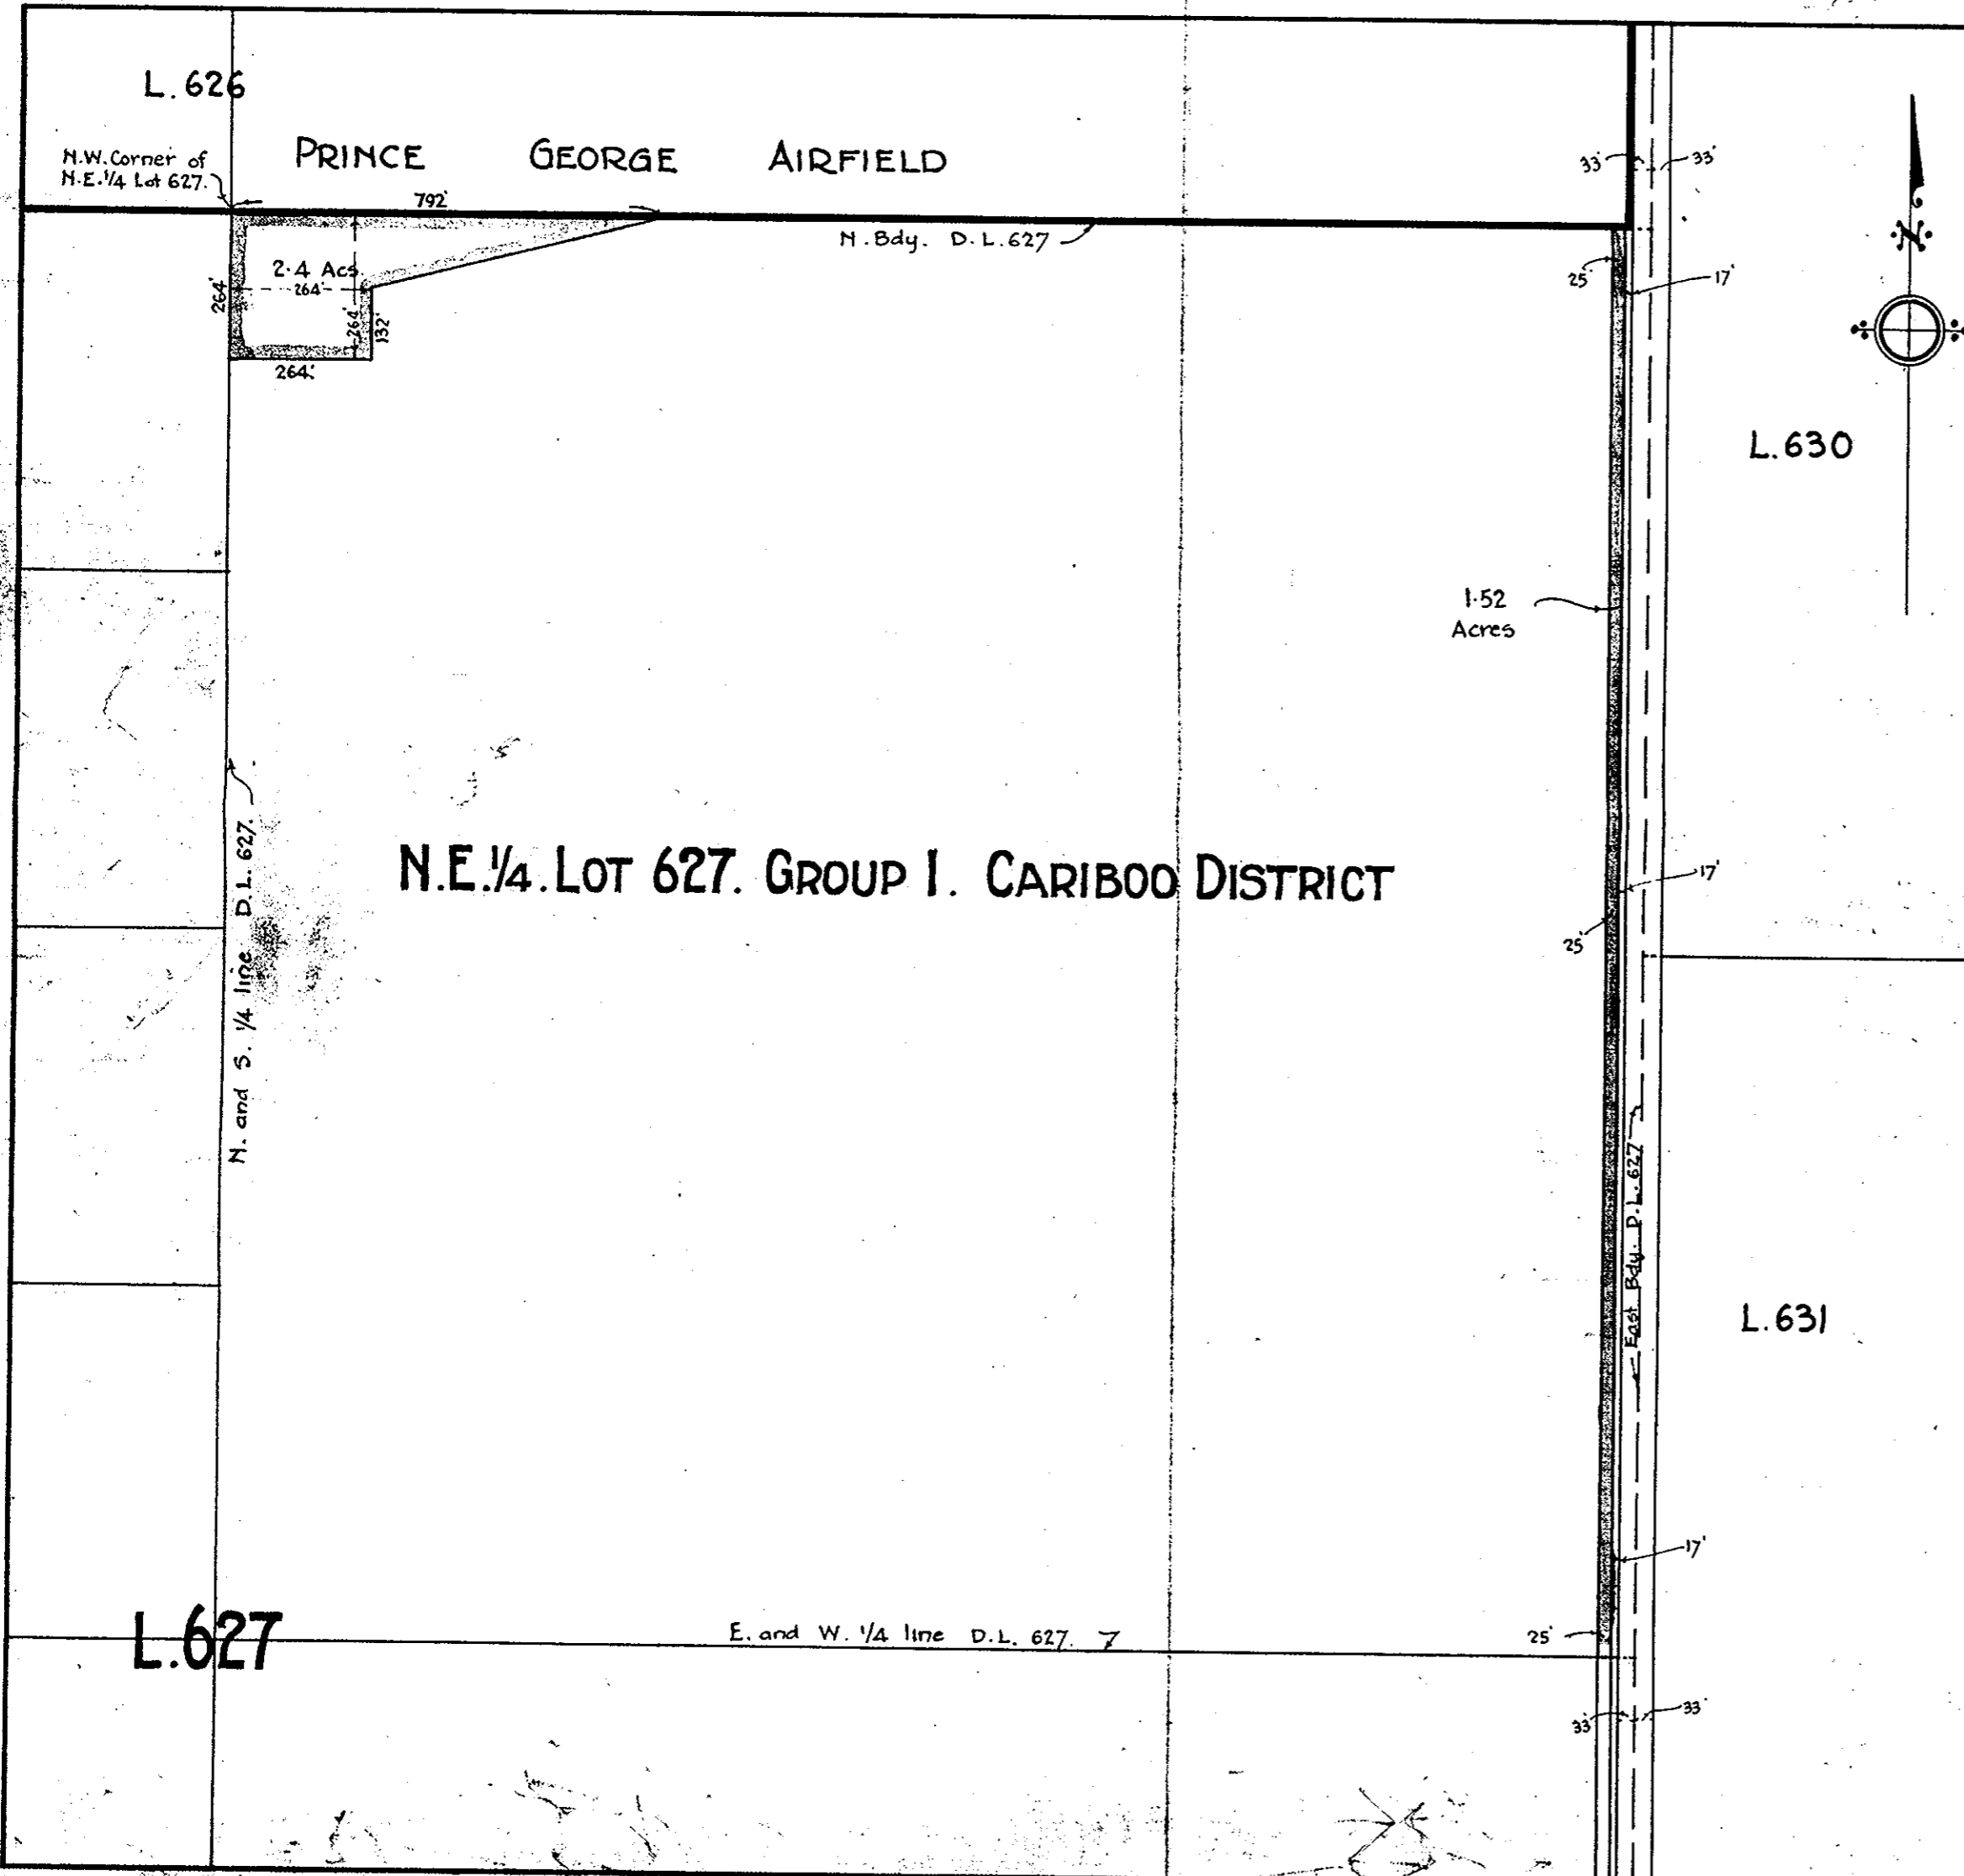 L.626
PRINCE GEORGE AIRFIELD
N.W. Corner of
N.E. 1/4 Lot 627.
792'
33' 33'
N. Bdy. D.L. 627
2.4 Acs.
264'
264'
264'
132'
264'
25'
17'
L.630
1.52
Acres
N. and S. 1/4 line D.L. 627.
N.E. 1/4. LOT 627. GROUP 1. CARIBOO DISTRICT
17'
25'
East Bdy. D.L. 627
L.631
17'
L.627
E. and W. 1/4 line D.L. 627.
25'
33' 33'